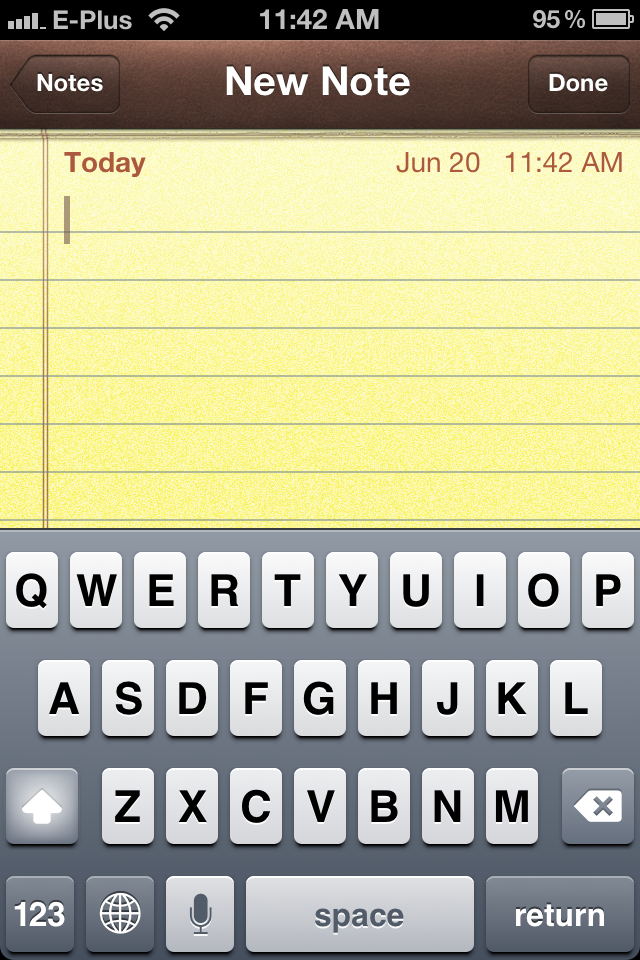 E-Plus 11:42 AM 95 %
Notes New Note Done
Today Jun 20 11:42 AM
Q W E R T Y U I O P
A S D F G H J K L
Z X C V B N M
123 space return